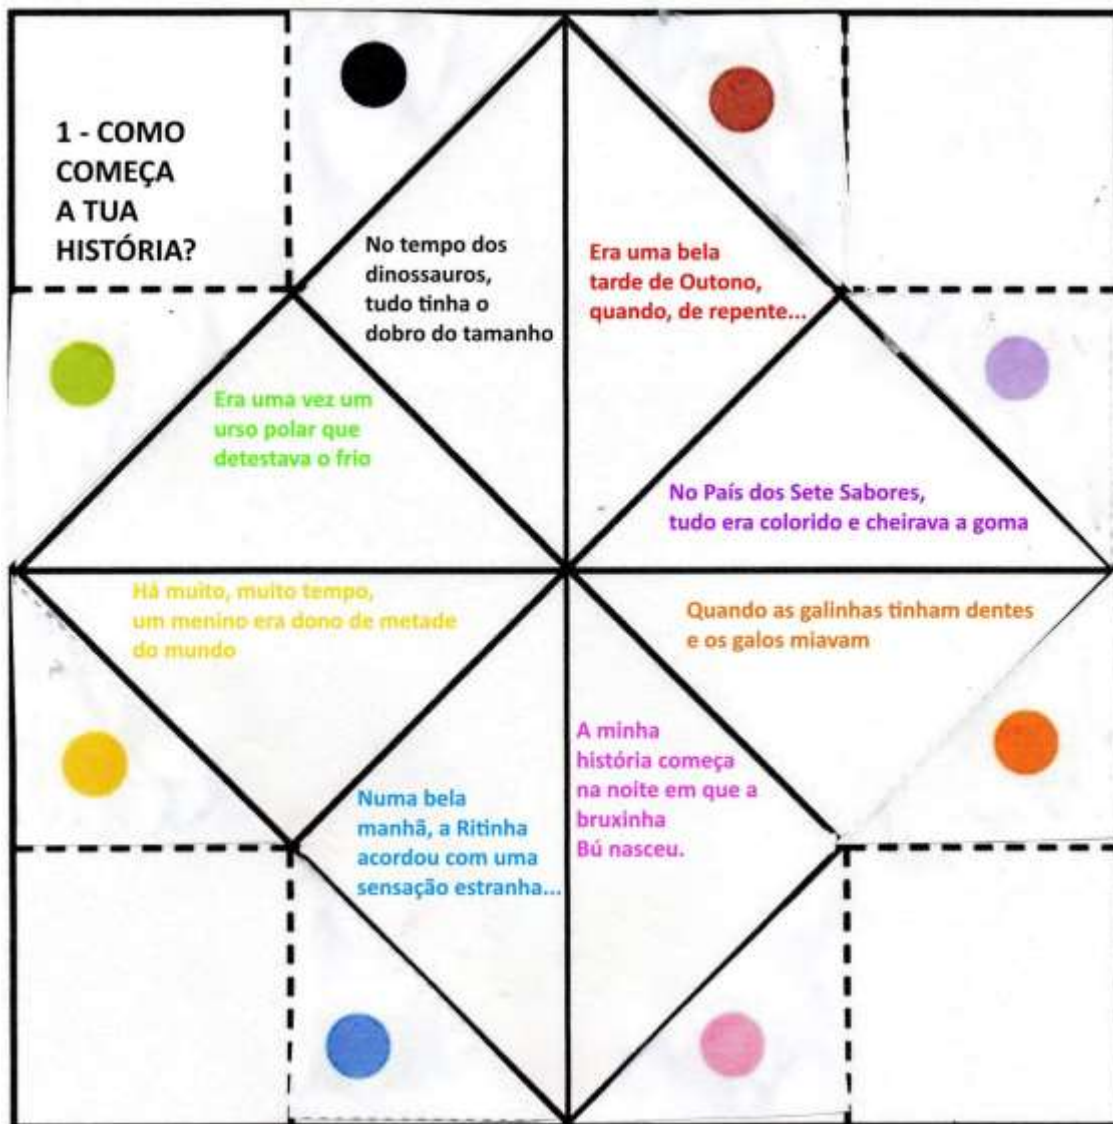 1 - COMO
COMEÇA
A TUA
HISTÓRIA?
No tempo dos
dinossauros,
tudo tinha o
dobro do tamanho
Era uma bela
tarde de Outono,
quando, de repente...
Era uma vez um
urso polar que
detestava o frio
No País dos Sete Sabores,
tudo era colorido e cheirava a goma
Há muito, muito tempo,
um menino era dono de metade
do mundo
Quando as galinhas tinham dentes
e os galos miavam
Numa bela
manhã, a Ritinha
acordou com uma
sensação estranha...
A minha
história começa
na noite em que a
bruxinha
Bú nasceu.